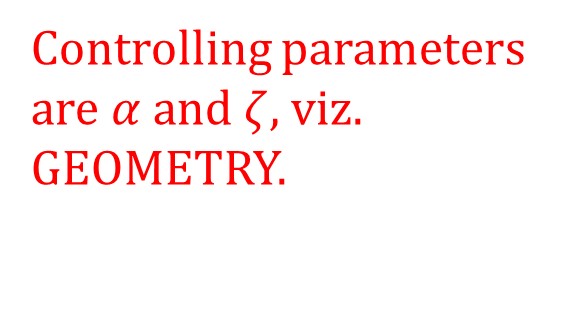 Controlling parameters
are α and ζ, viz.
GEOMETRY.